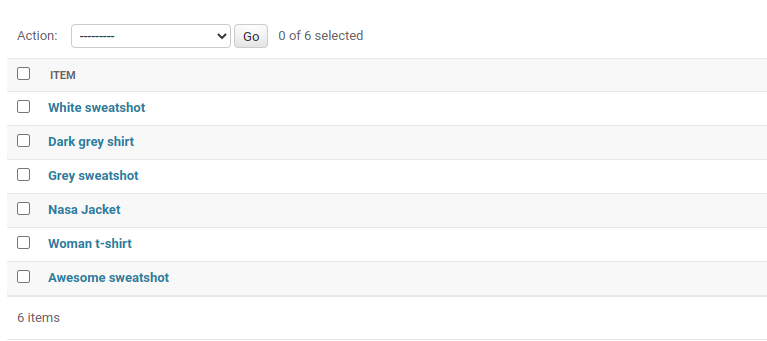 Action: --------- Go 0 of 6 selected
ITEM
White sweatshot
Dark grey shirt
Grey sweatshot
Nasa Jacket
Woman t-shirt
Awesome sweatshot
6 items